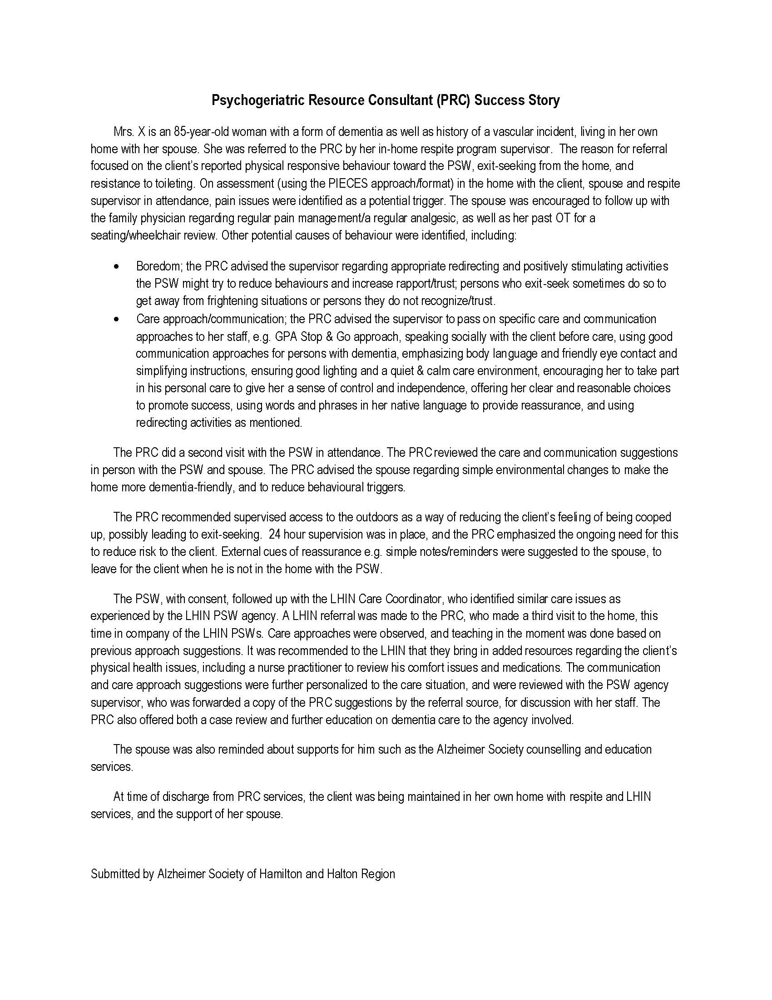 Psychogeriatric Resource Consultant (PRC) Success Story
Mrs. X is an 85-year-old woman with a form of dementia as well as history of a vascular incident, living in her own
home with her spouse. She was referred to the PRC by her in-home respite program supervisor.  The reason for referral
focused on the client's reported physical responsive behaviour toward the PSW, exit-seeking from the home, and
resistance to toileting. On assessment (using the PIECES approach/format) in the home with the client, spouse and respite
supervisor in attendance, pain issues were identified as a potential trigger. The spouse was encouraged to follow up with
the family physician regarding regular pain management/a regular analgesic, as well as her past OT for a
seating/wheelchair review. Other potential causes of behaviour were identified, including:
• Boredom; the PRC advised the supervisor regarding appropriate redirecting and positively stimulating activities
the PSW might try to reduce behaviours and increase rapport/trust; persons who exit-seek sometimes do so to
get away from frightening situations or persons they do not recognize/trust.
• Care approach/communication; the PRC advised the supervisor to pass on specific care and communication
approaches to her staff, e.g. GPA Stop & Go approach, speaking socially with the client before care, using good
communication approaches for persons with dementia, emphasizing body language and friendly eye contact and
simplifying instructions, ensuring good lighting and a quiet & calm care environment, encouraging her to take part
in his personal care to give her a sense of control and independence, offering her clear and reasonable choices
to promote success, using words and phrases in her native language to provide reassurance, and using
redirecting activities as mentioned.
The PRC did a second visit with the PSW in attendance. The PRC reviewed the care and communication suggestions
in person with the PSW and spouse. The PRC advised the spouse regarding simple environmental changes to make the
home more dementia-friendly, and to reduce behavioural triggers.
The PRC recommended supervised access to the outdoors as a way of reducing the client's feeling of being cooped
up, possibly leading to exit-seeking.  24 hour supervision was in place, and the PRC emphasized the ongoing need for this
to reduce risk to the client. External cues of reassurance e.g. simple notes/reminders were suggested to the spouse, to
leave for the client when he is not in the home with the PSW.
The PSW, with consent, followed up with the LHIN Care Coordinator, who identified similar care issues as
experienced by the LHIN PSW agency. A LHIN referral was made to the PRC, who made a third visit to the home, this
time in company of the LHIN PSWs. Care approaches were observed, and teaching in the moment was done based on
previous approach suggestions. It was recommended to the LHIN that they bring in added resources regarding the client's
physical health issues, including a nurse practitioner to review his comfort issues and medications. The communication
and care approach suggestions were further personalized to the care situation, and were reviewed with the PSW agency
supervisor, who was forwarded a copy of the PRC suggestions by the referral source, for discussion with her staff. The
PRC also offered both a case review and further education on dementia care to the agency involved.
The spouse was also reminded about supports for him such as the Alzheimer Society counselling and education
services.
At time of discharge from PRC services, the client was being maintained in her own home with respite and LHIN
services, and the support of her spouse.
Submitted by Alzheimer Society of Hamilton and Halton Region